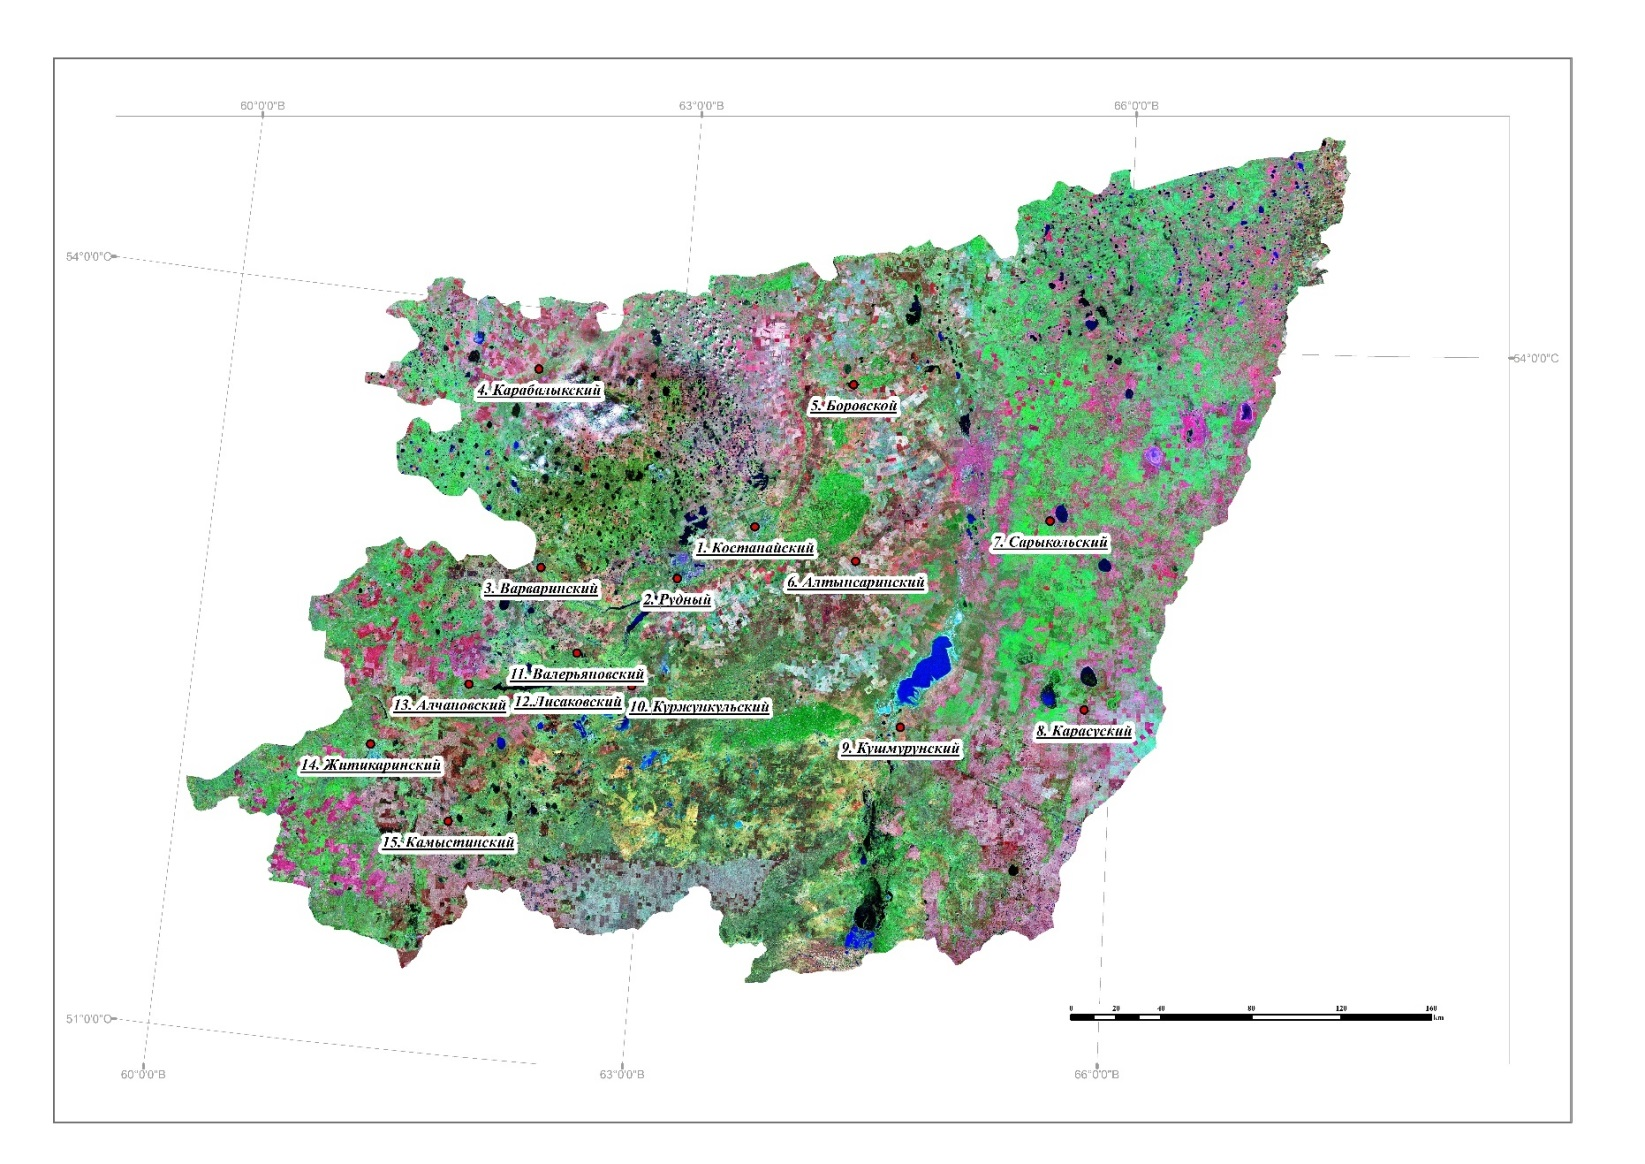 60°0'0"В 63°0'0"В 66°0'0"В
54°0'0"С
54°0'0"С
4. Карабалыкский
5. Боровской
1. Костанайский
7. Сарыкольский
6. Алтынсаринский
3. Варваринский
2. Рудный
11. Валерьяновский
13. Алчановский 12.Лисаковский 10. Куржункульский
8. Карасуский
9. Кушмурунский
14. Житикаринский
15. Камыстинский
0 20 40 80 120 160
km
51°0'0"С
60°0'0"В 63°0'0"В 66°0'0"В